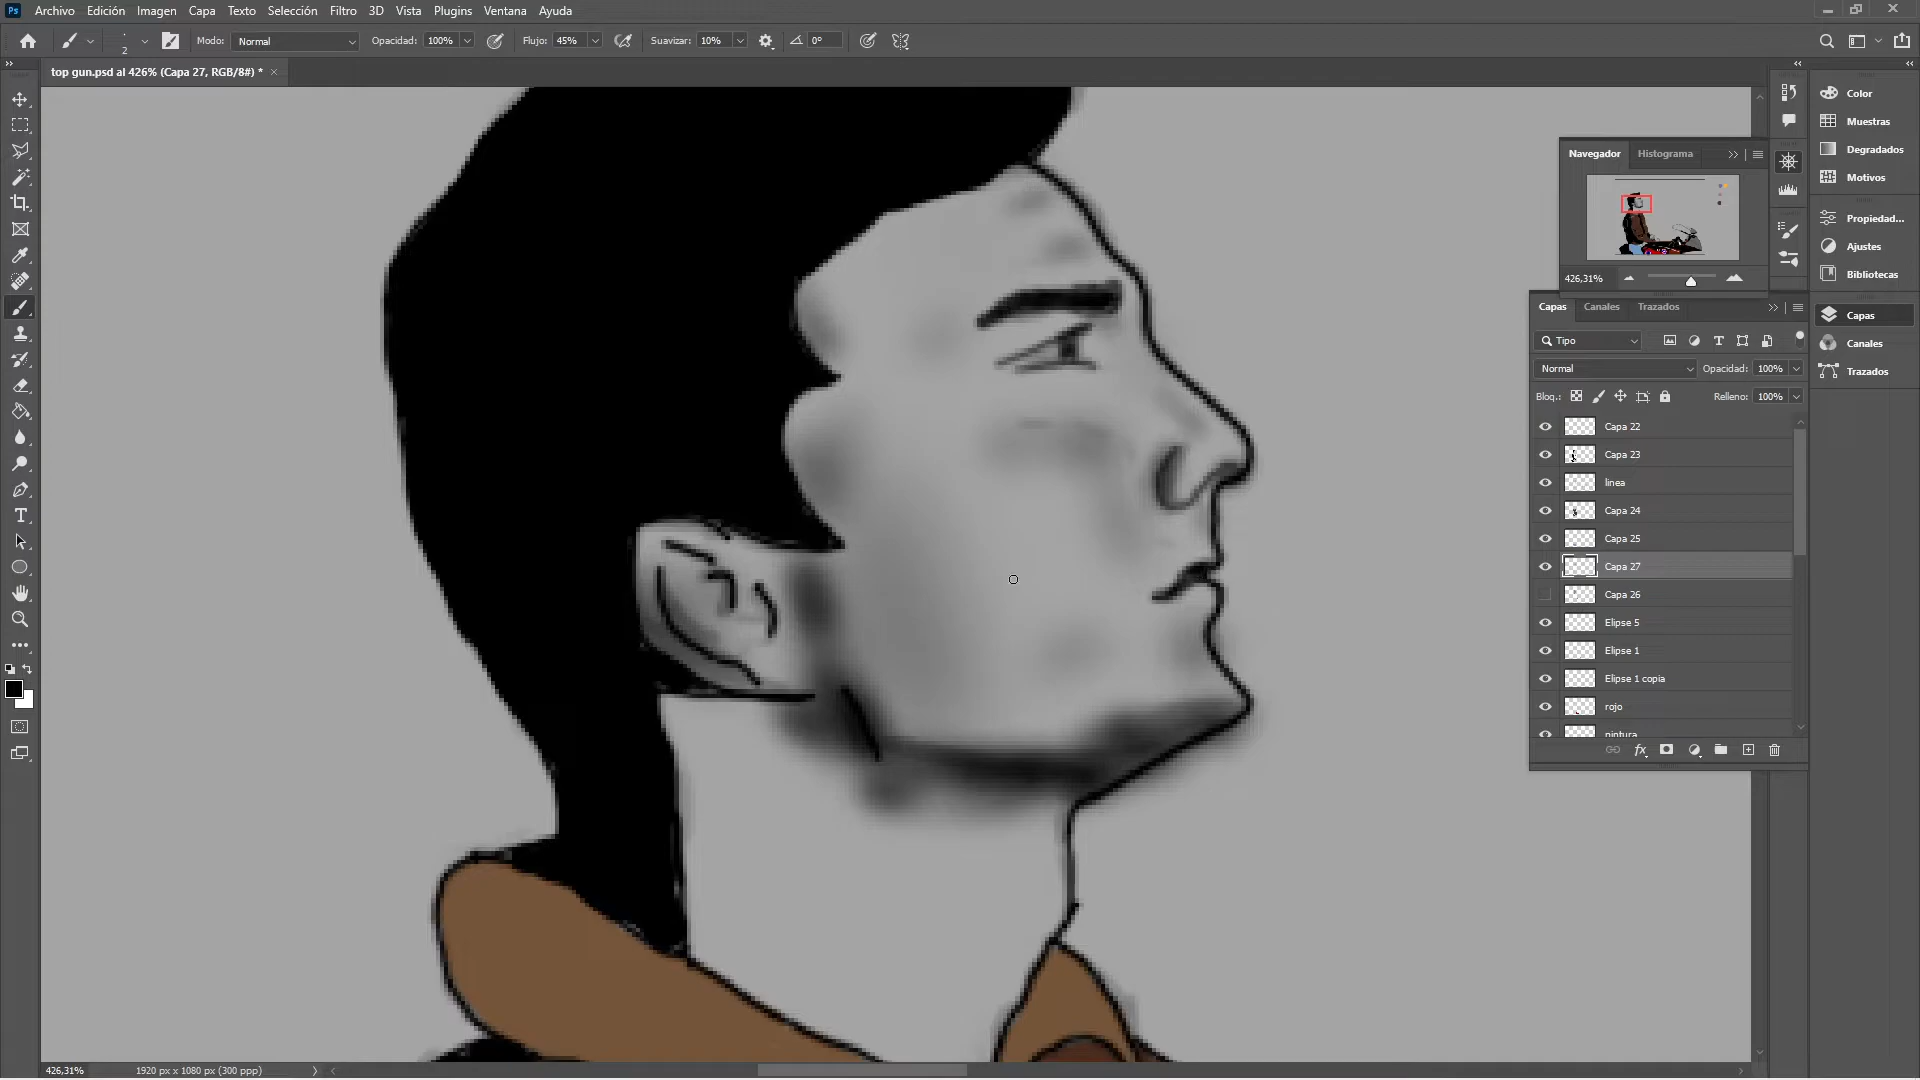 Ps Archivo Edición Imagen Capa Texto Selección Filtro 3D Vista Plugins Ventana Ayuda
2 Modo: Normal Opacidad: 100% Flujo: 45% Suavizar: 10% 0°
top gun.psd al 426% (Capa 27, RGB/8#) * ×
Color
Muestras
Degradados
Motivos
Propiedad...
Ajustes
Bibliotecas
Capas
Canales
Trazados
Navegador Histograma
426,31%
Capas Canales Trazados
Tipo
Normal Opacidad: 100%
Bloq.: Relleno: 100%
Capa 22
Capa 23
linea
Capa 24
Capa 25
Capa 27
Capa 26
Elipse 5
Elipse 1
Elipse 1 copia
rojo
pintura
fx
426,31% 1920 px x 1080 px (300 ppp)